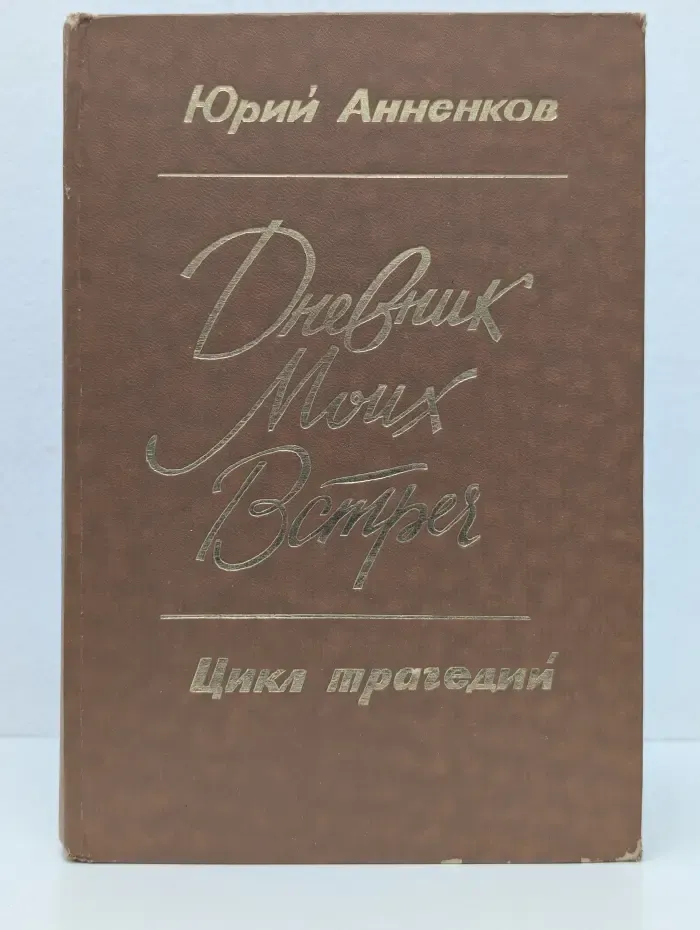 Юрий Анненков
Дневник
Моих
Встреч
Цикл трагедий